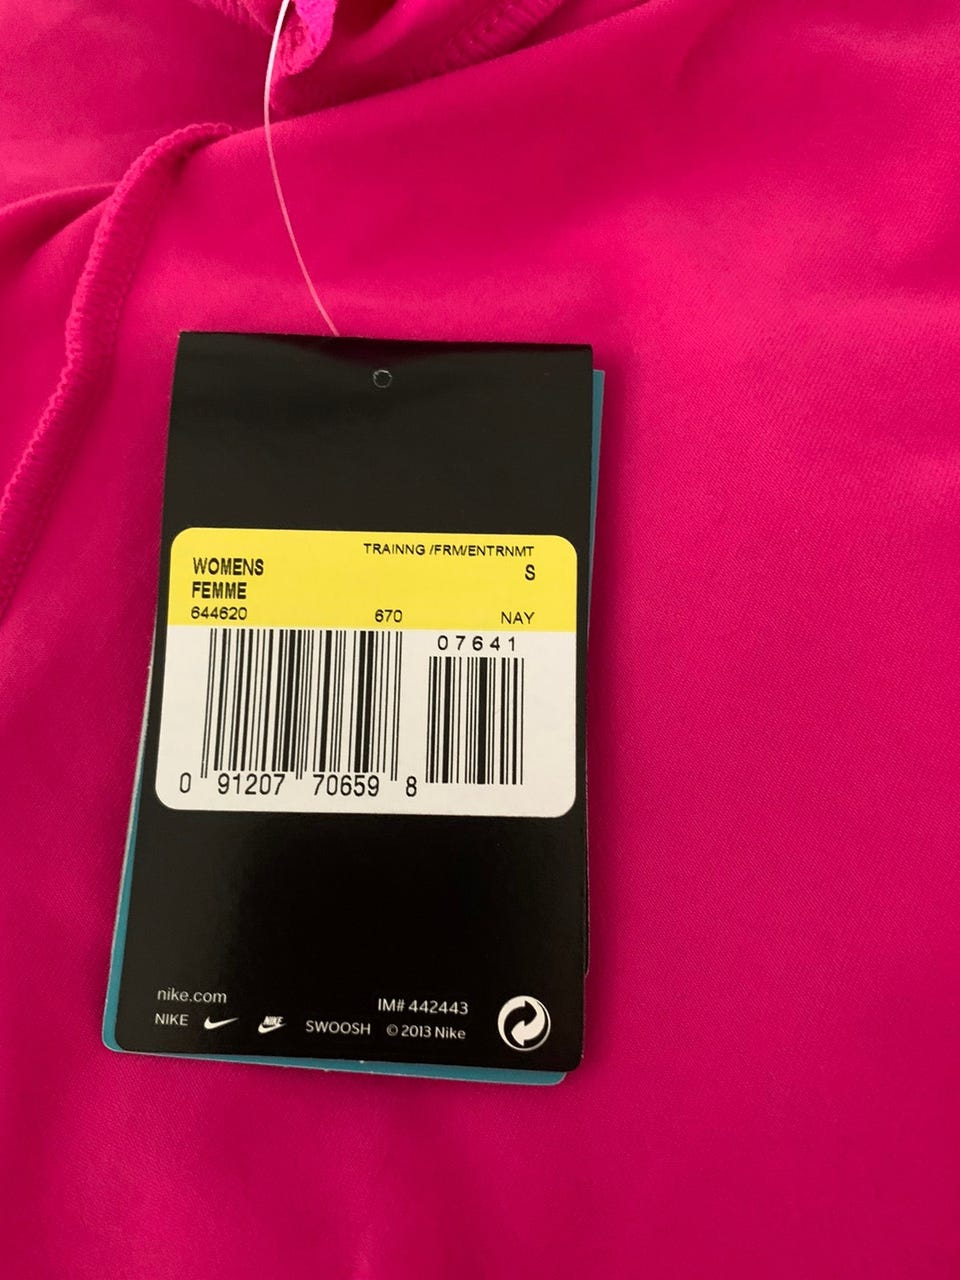 TRAINNG /FRM/ENTRNMT
WOMENS S
FEMME
644620 670 NAY
07641
0 91207 70659 8
nike.com
IM# 442443
NIKE NIKE SWOOSH © 2013 Nike